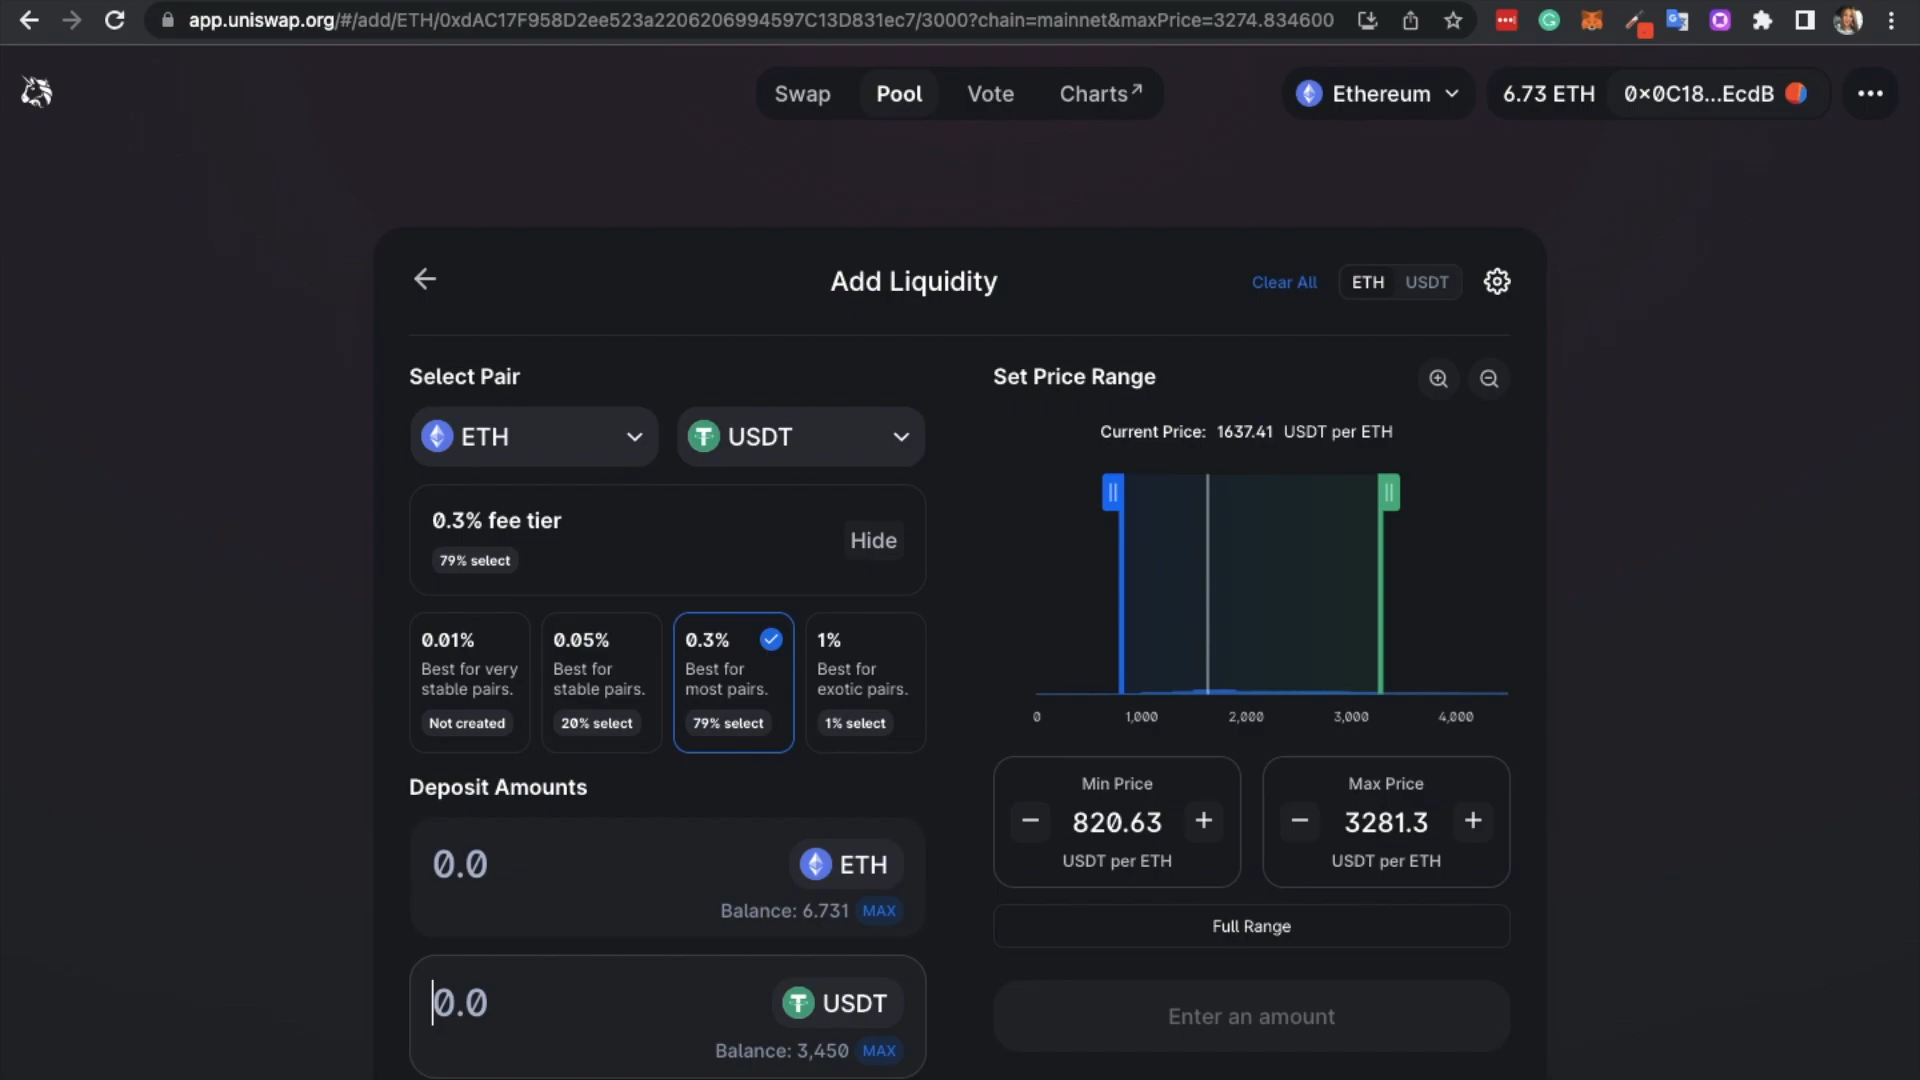 app.uniswap.org/#/add/ETH/0xdAC17F958D2ee523a2206206994597C13D831ec7/3000?chain=mainnet&maxPrice=3274.834600
Swap Pool Vote Charts↗ Ethereum 6.73 ETH 0x0C18...EcdB
Add Liquidity Clear All ETH USDT
Select Pair
ETH USDT
0.3% fee tier
79% select
Hide
0.01%
Best for very
stable pairs.
Not created
0.05%
Best for
stable pairs.
20% select
0.3%
Best for
most pairs.
79% select
1%
Best for
exotic pairs.
1% select
Deposit Amounts
0.0 ETH
Balance: 6.731 MAX
0.0 USDT
Balance: 3,450 MAX
Set Price Range
Current Price: 1637.41 USDT per ETH
0 1,000 2,000 3,000 4,000
Min Price
− 820.63 +
USDT per ETH
Max Price
− 3281.3 +
USDT per ETH
Full Range
Enter an amount